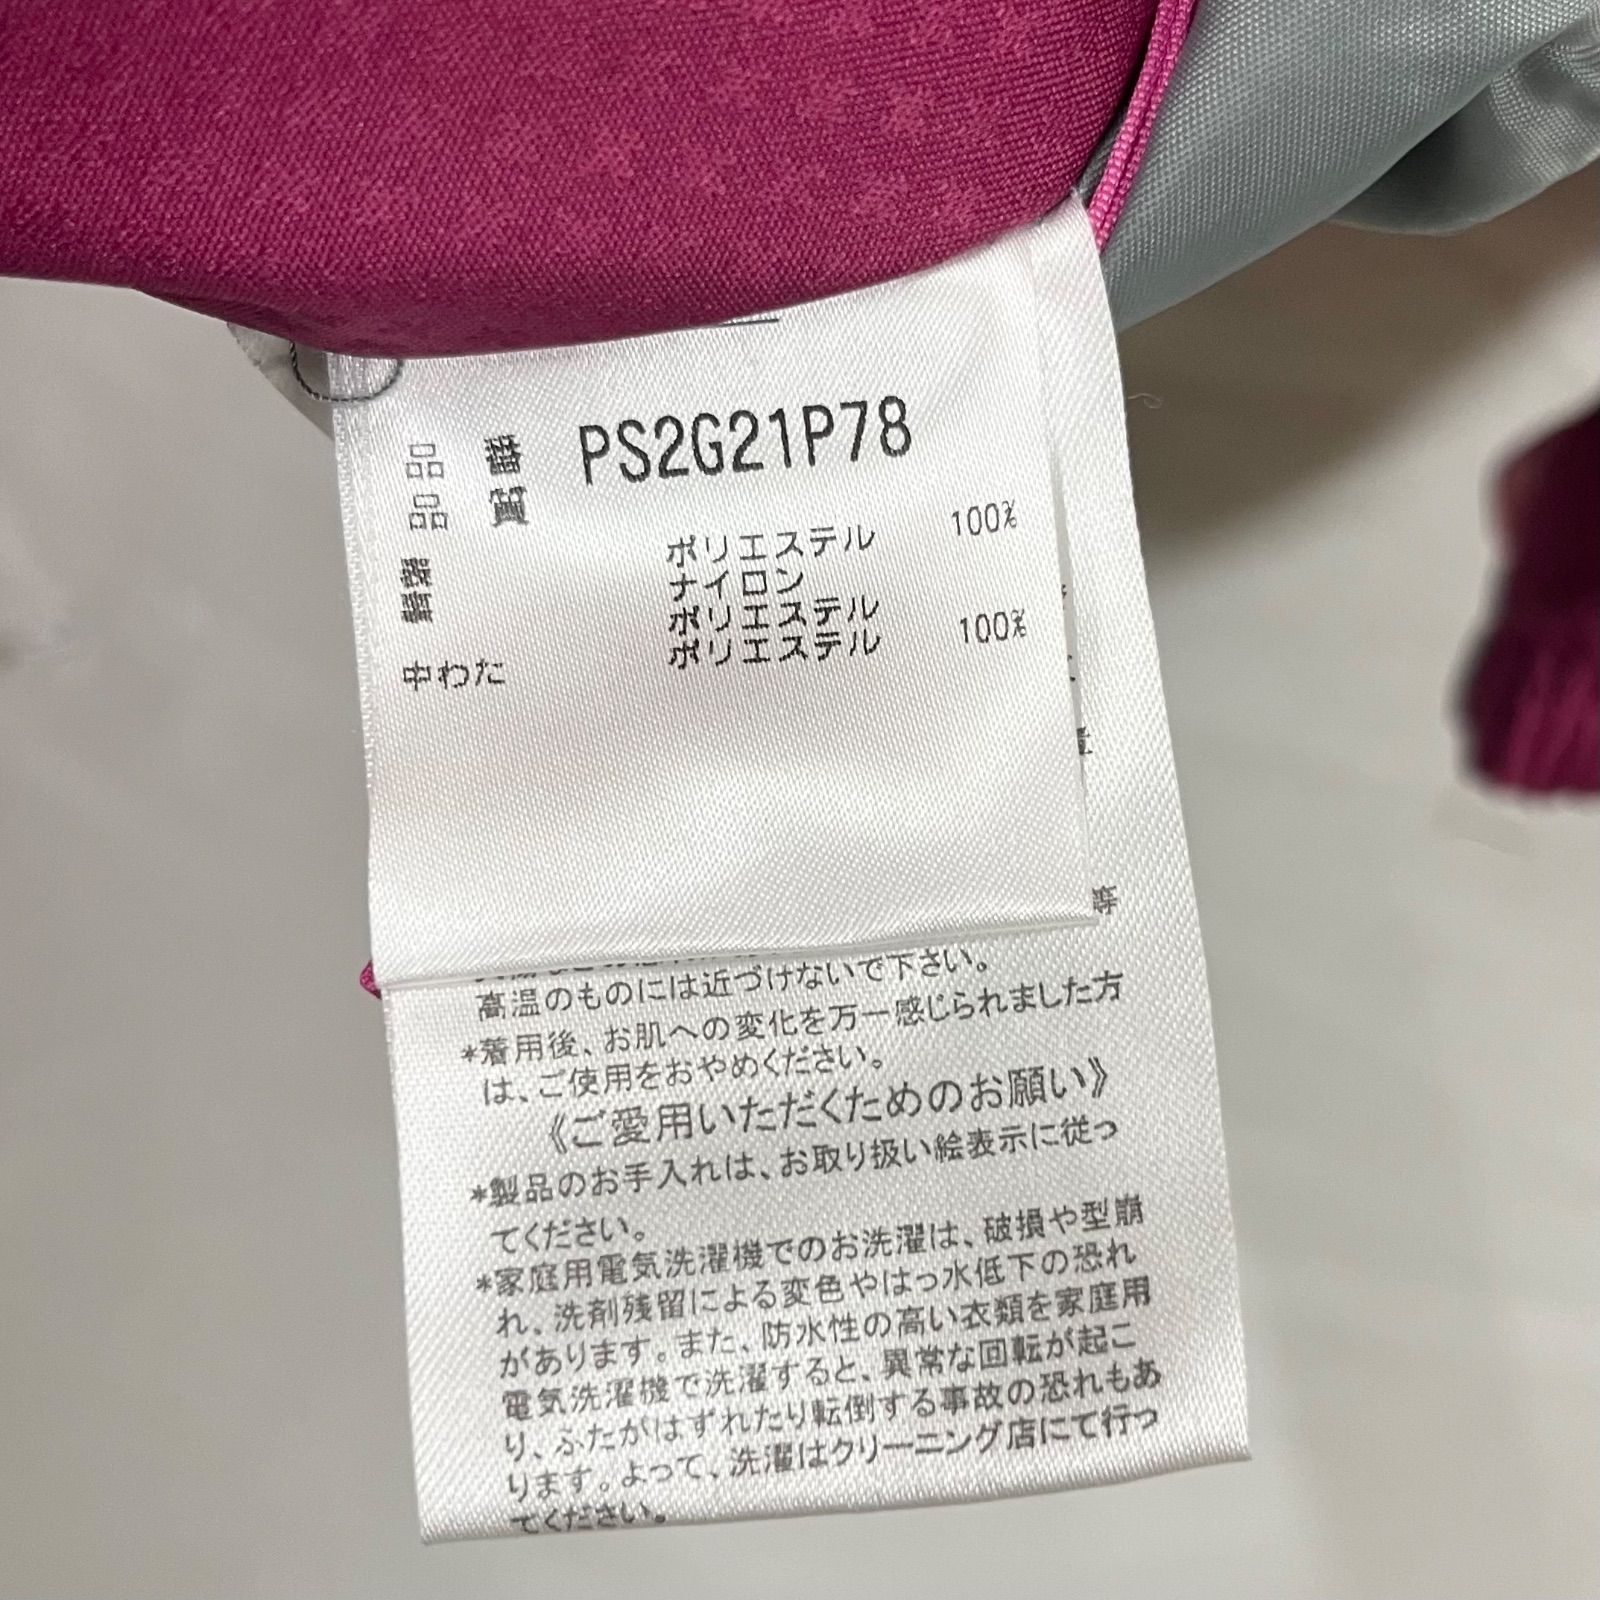 品番 PS2G21P78
品質
ポリエステル 100%
ナイロン
ポリエステル
中わた ポリエステル 100%
等
高温のものには近づけないで下さい。
*着用後、お肌への変化を万一感じられました方
は、ご使用をおやめください。
《ご愛用いただくためのお願い》
*製品のお手入れは、お取り扱い絵表示に従っ
てください。
*家庭用電気洗濯機でのお洗濯は、破損や型崩
れ、洗剤残留による変色やはっ水低下の恐れ
があります。また、防水性の高い衣類を家庭用
電気洗濯機で洗濯すると、異常な回転が起こ
り、ふたがはずれたり転倒する事故の恐れもあ
ります。よって、洗濯はクリーニング店にて行っ
てください。